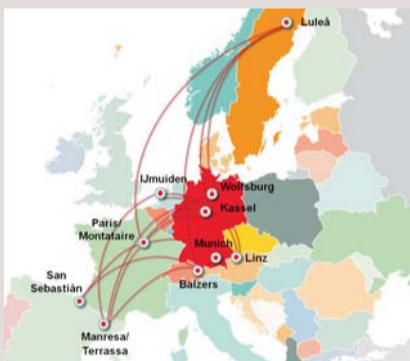 Luleå
IJmuiden
Wolfsburg
Kassel
Paris/
Montataire
Munich
Linz
San
Sebastián
Balzers
Manresa/
Terrassa